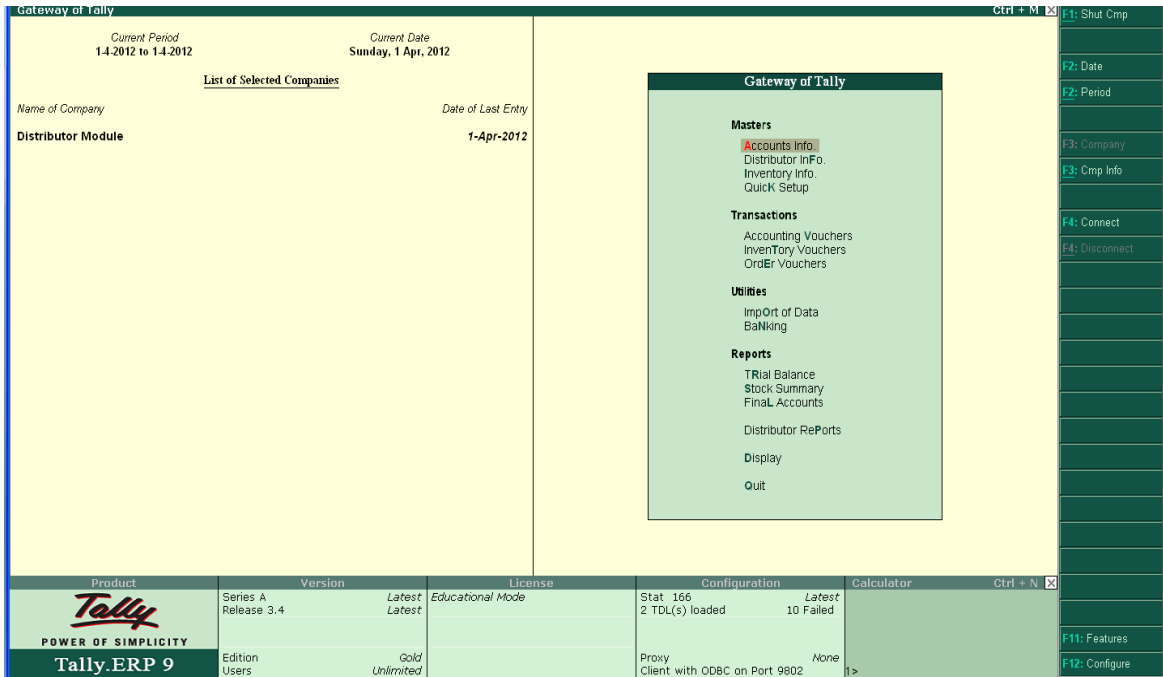 Gateway of Tally Ctrl + M
Current Period Current Date
1-4-2012 to 1-4-2012 Sunday, 1 Apr, 2012
List of Selected Companies
Name of Company Date of Last Entry
Distributor Module 1-Apr-2012
Gateway of Tally
Masters
Accounts Info.
Distributor InFo.
Inventory Info.
QuicK Setup
Transactions
Accounting Vouchers
InvenTory Vouchers
OrdEr Vouchers
Utilities
ImpOrt of Data
BaNking
Reports
TRial Balance
Stock Summary
FinaL Accounts
Distributor RePorts
Display
Quit
F1: Shut Cmp
F2: Date
F2: Period
F3: Company
F3: Cmp Info
F4: Connect
F4: Disconnect
F11: Features
F12: Configure
Product Version License Configuration Calculator Ctrl + N
Tally
POWER OF SIMPLICITY
Tally.ERP 9
Series A Latest
Release 3.4 Latest
Edition Gold
Users Unlimited
Educational Mode
Stat 166 Latest
2 TDL(s) loaded 10 Failed
Proxy None
Client with ODBC on Port 9802
1>